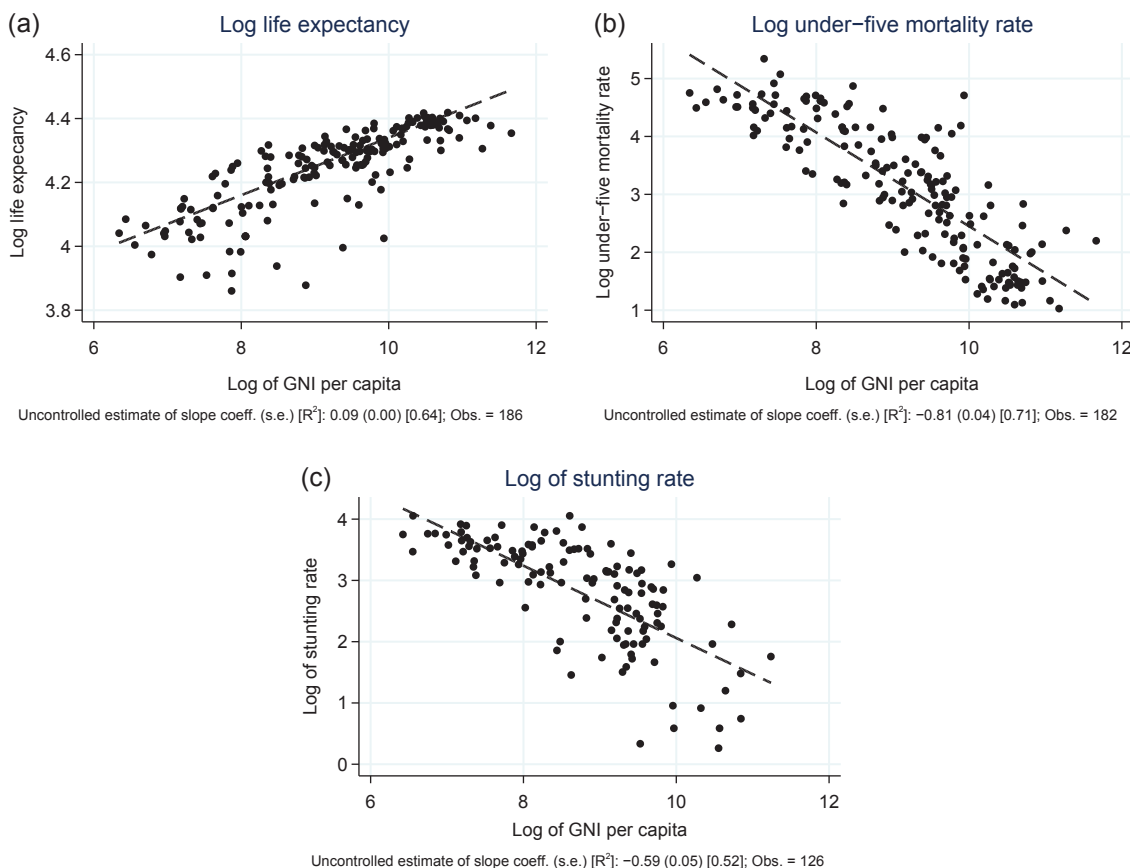 (a) Log life expectancy
Log life expectancy
4.6
4.4
4.2
4
3.8
6 8 10 12
Log of GNI per capita
Uncontrolled estimate of slope coeff. (s.e.) [R²]: 0.09 (0.00) [0.64]; Obs. = 186
(b) Log under−five mortality rate
Log under−five mortality rate
5
4
3
2
1
6 8 10 12
Log of GNI per capita
Uncontrolled estimate of slope coeff. (s.e.) [R²]: −0.81 (0.04) [0.71]; Obs. = 182
(c) Log of stunting rate
Log of stunting rate
4
3
2
1
0
6 8 10 12
Log of GNI per capita
Uncontrolled estimate of slope coeff. (s.e.) [R²]: −0.59 (0.05) [0.52]; Obs. = 126